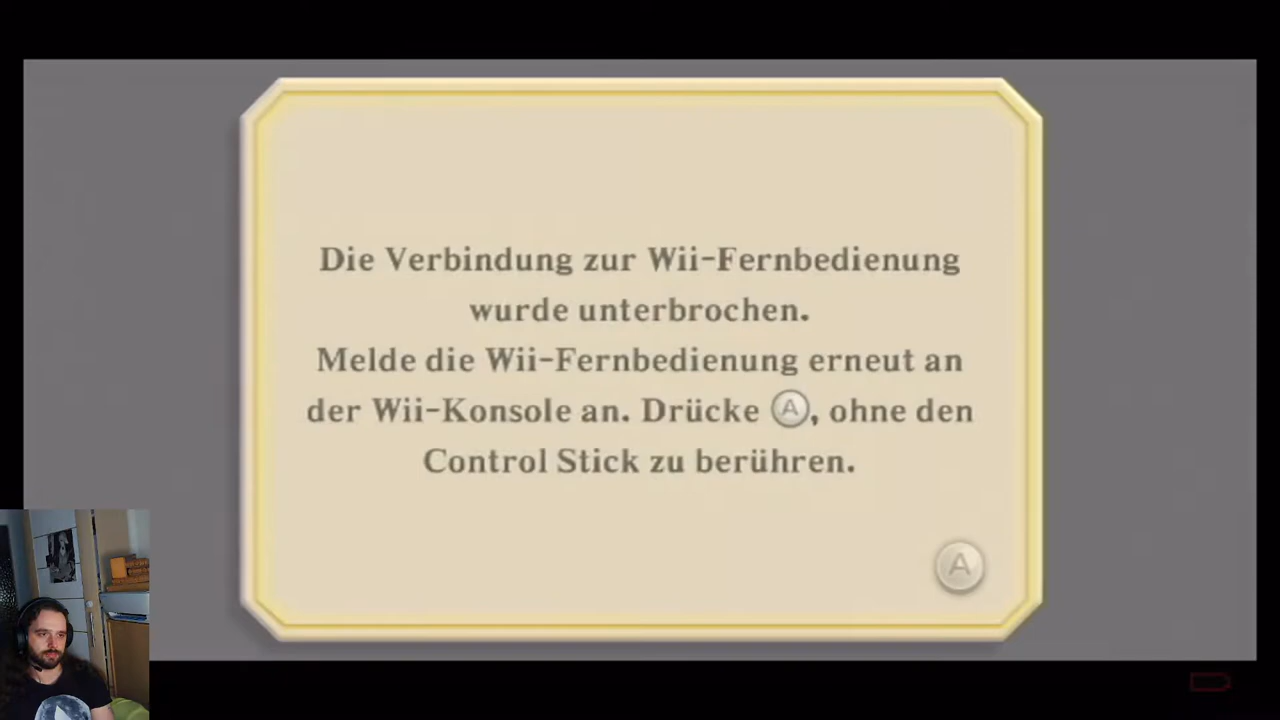 Die Verbindung zur Wii-Fernbedienung
wurde unterbrochen.
Melde die Wii-Fernbedienung erneut an
der Wii-Konsole an. Drücke A, ohne den
Control Stick zu berühren.
A